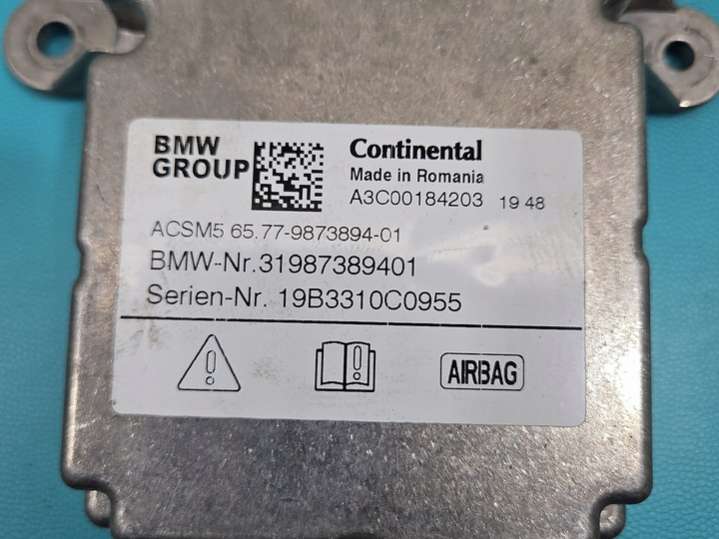 BMW
GROUP
Continental
Made in Romania
A3C00184203 19 48
ACSM5 65.77-9873894-01
BMW-Nr.31987389401
Serien-Nr. 19B3310C0955
AIRBAG